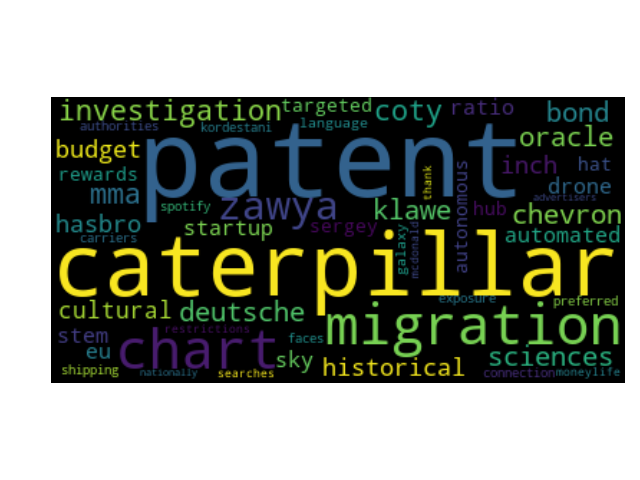 investigation targeted coty ratio bond
authorities kordestani language
patent
budget oracle
rewards thank inch hat
mma autonomous drone
spotify zawya klawe hub advertisers
hasbro startup sergey chevron
carriers galaxy mcdonald automated
caterpillar
cultural deutsche exposure preferred
migration
stem restrictions
eu chart faces sciences
sky historical
shipping nationally searches connection moneylife